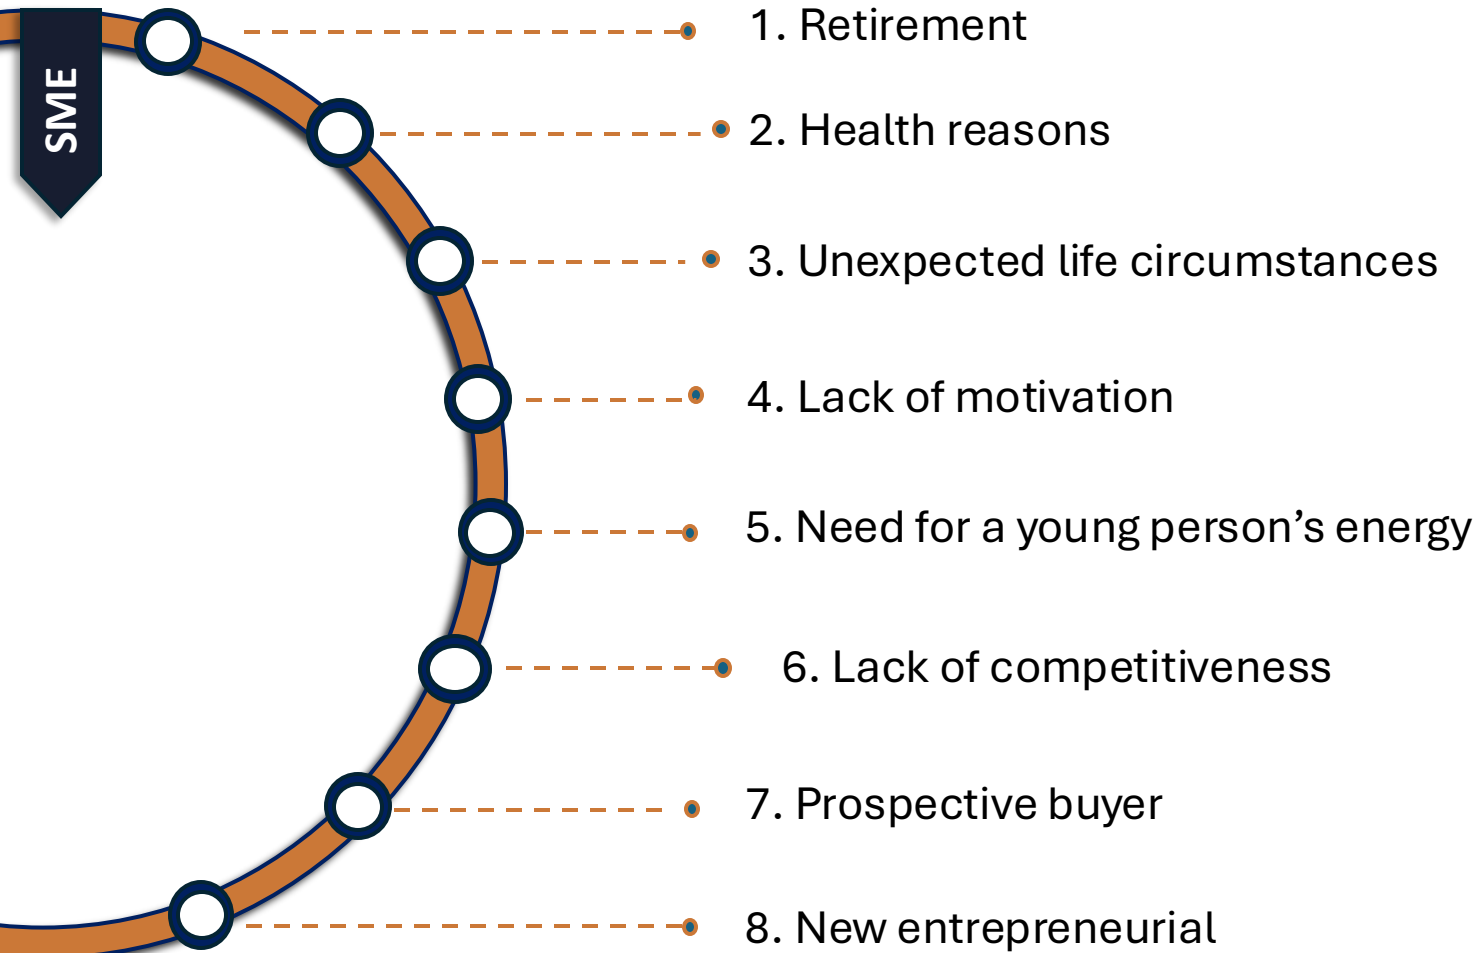 SME
1. Retirement
2. Health reasons
3. Unexpected life circumstances
4. Lack of motivation
5. Need for a young person’s energy
6. Lack of competitiveness
7. Prospective buyer
8. New entrepreneurial